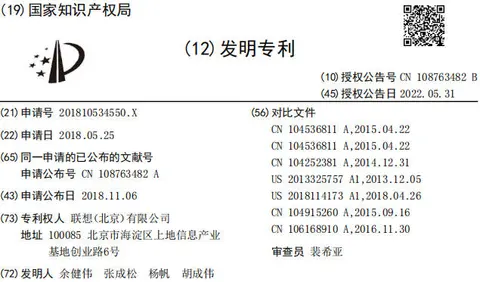 (19)国家知识产权局
(12)发明专利
(10)授权公告号 CN 108763482 B
(45)授权公告日 2022.05.31
(21)申请号 201810534550.X
(22)申请日 2018.05.25
(65)同一申请的已公布的文献号
申请公布号 CN 108763482 A
(43)申请公布日 2018.11.06
(73)专利权人 联想(北京)有限公司
地址 100085 北京市海淀区上地信息产业
基地创业路6号
(72)发明人 余健伟 张成松 杨帆 胡成伟
(56)对比文件
CN 104536811 A,2015.04.22
CN 104536811 A,2015.04.22
CN 104252381 A,2014.12.31
US 2013325757 A1,2013.12.05
US 2018114173 A1,2018.04.26
CN 104915260 A,2015.09.16
CN 106168910 A,2016.11.30
审查员 裴希亚